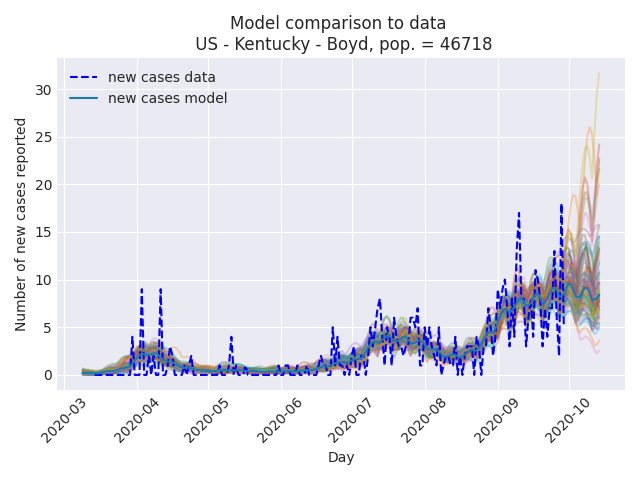 Model comparison to data
US - Kentucky - Boyd, pop. = 46718
new cases data
new cases model
Number of new cases reported
30
25
20
15
10
5
0
2020-03
2020-04
2020-05
2020-06
2020-07
2020-08
2020-09
2020-10
Day